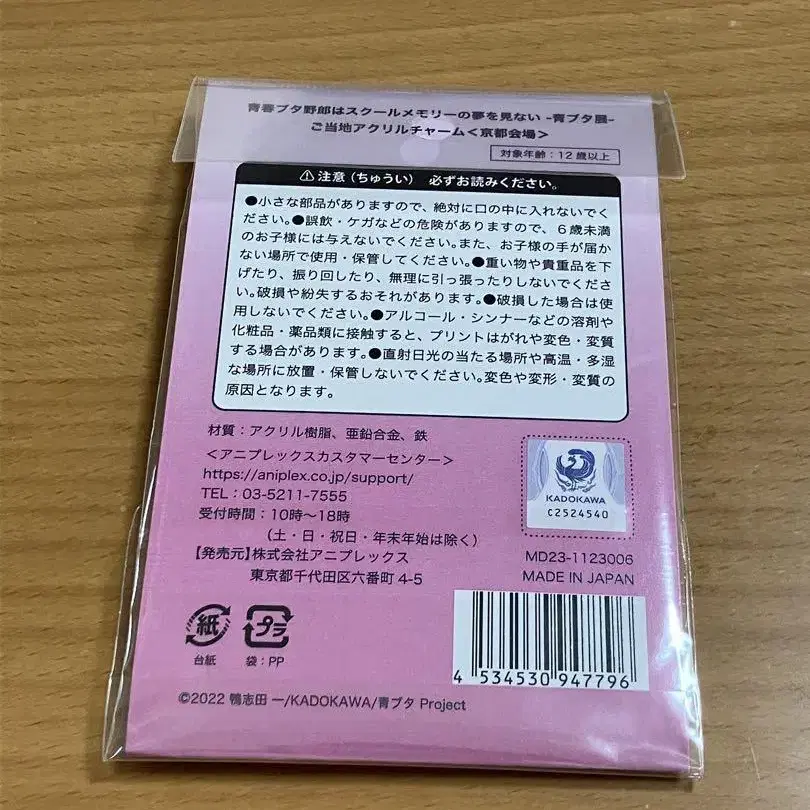 青春ブタ野郎はスクールメモリーの夢を見ない -青ブタ展-
ご当地アクリルチャーム＜京都会場＞
対象年齢：12歳以上
⚠注意（ちゅうい） 必ずお読みください。
●小さな部品がありますので、絶対に口の中に入れないでく
ださい。●誤飲・ケガなどの危険がありますので、６歳未満
のお子様には与えないでください。また、お子様の手が届か
ない場所で使用・保管してください。●重い物や貴重品を下
げたり、振り回したり、無理に引っ張ったりしないでくださ
い。破損や紛失するおそれがあります。●破損した場合は使
用しないでください。●アルコール・シンナーなどの溶剤や
化粧品・薬品類に接触すると、プリントはがれや変色・変質
する場合があります。●直射日光の当たる場所や高温・多湿
な場所に放置・保管しないでください。変色や変形・変質の
原因となります。
材質：アクリル樹脂、亜鉛合金、鉄
＜アニプレックスカスタマーセンター＞
https://aniplex.co.jp/support/
TEL：03-5211-7555
受付時間：10時〜18時
（土・日・祝日・年末年始は除く）
【発売元】株式会社アニプレックス
東京都千代田区六番町 4-5
KADOKAWA
C2524540
MD23-1123006
MADE IN JAPAN
紙
台紙
プラ
袋：PP
4 534530 947796
©2022 鴨志田 一/KADOKAWA/青ブタ Project